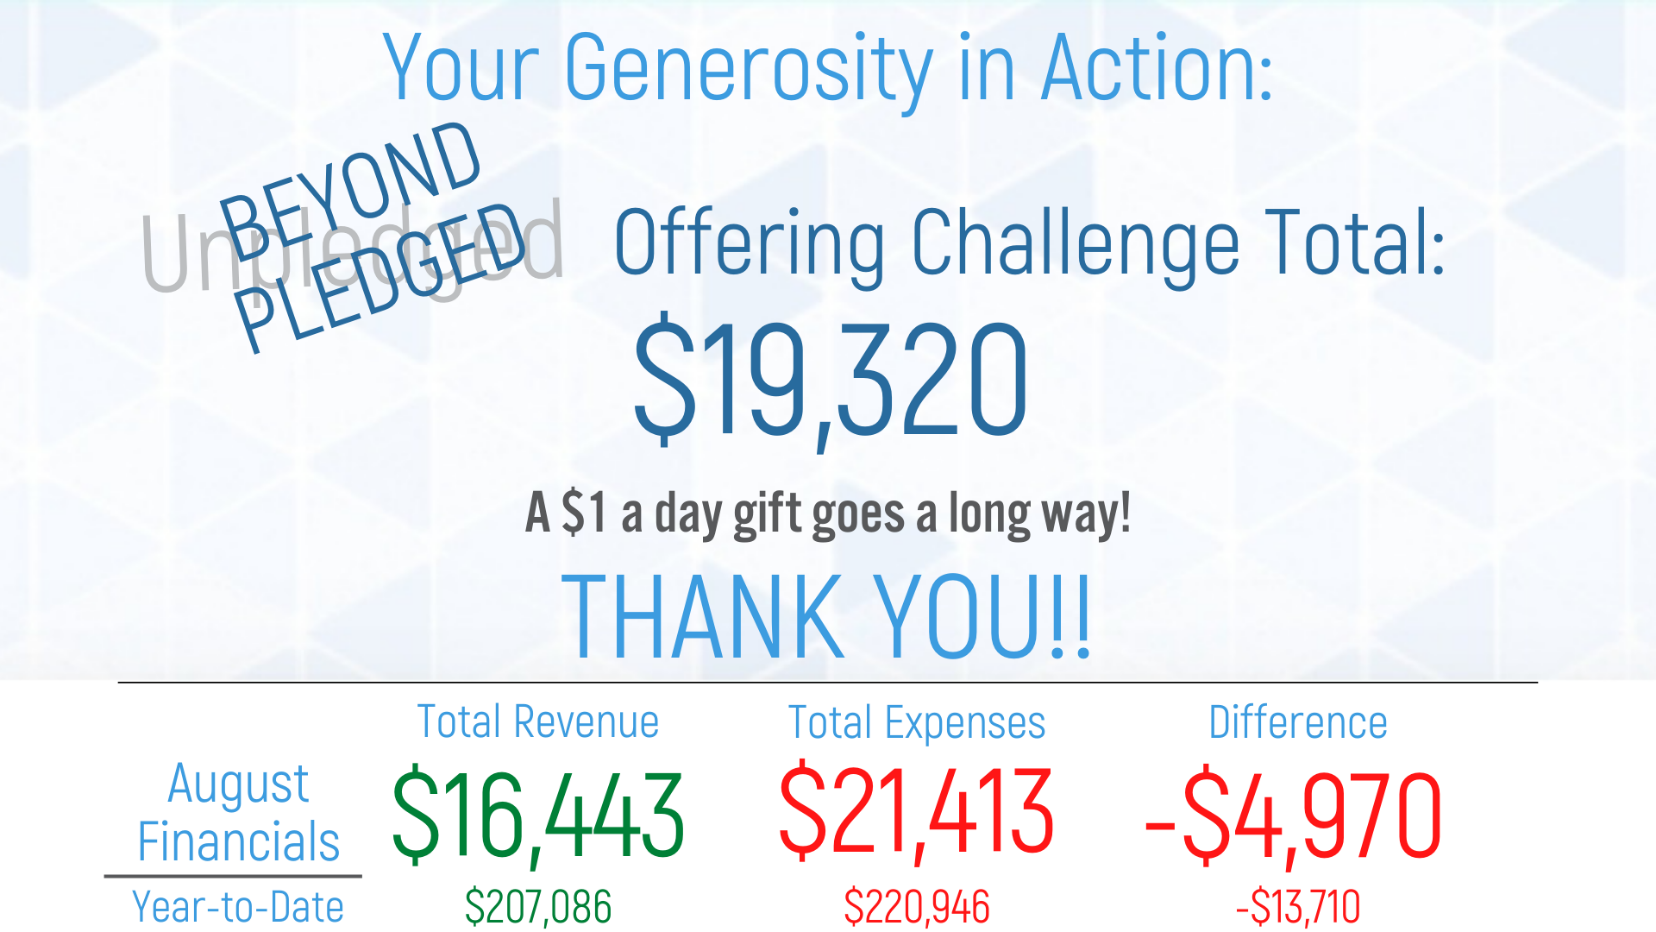 Your Generosity in Action:
Unpledged
BEYOND
PLEDGED
Offering Challenge Total:
$19,320
A $1 a day gift goes a long way!
THANK YOU!!
Total Revenue Total Expenses Difference
August
Financials
$16,443 $21,413 -$4,970
Year-to-Date $207,086 $220,946 -$13,710